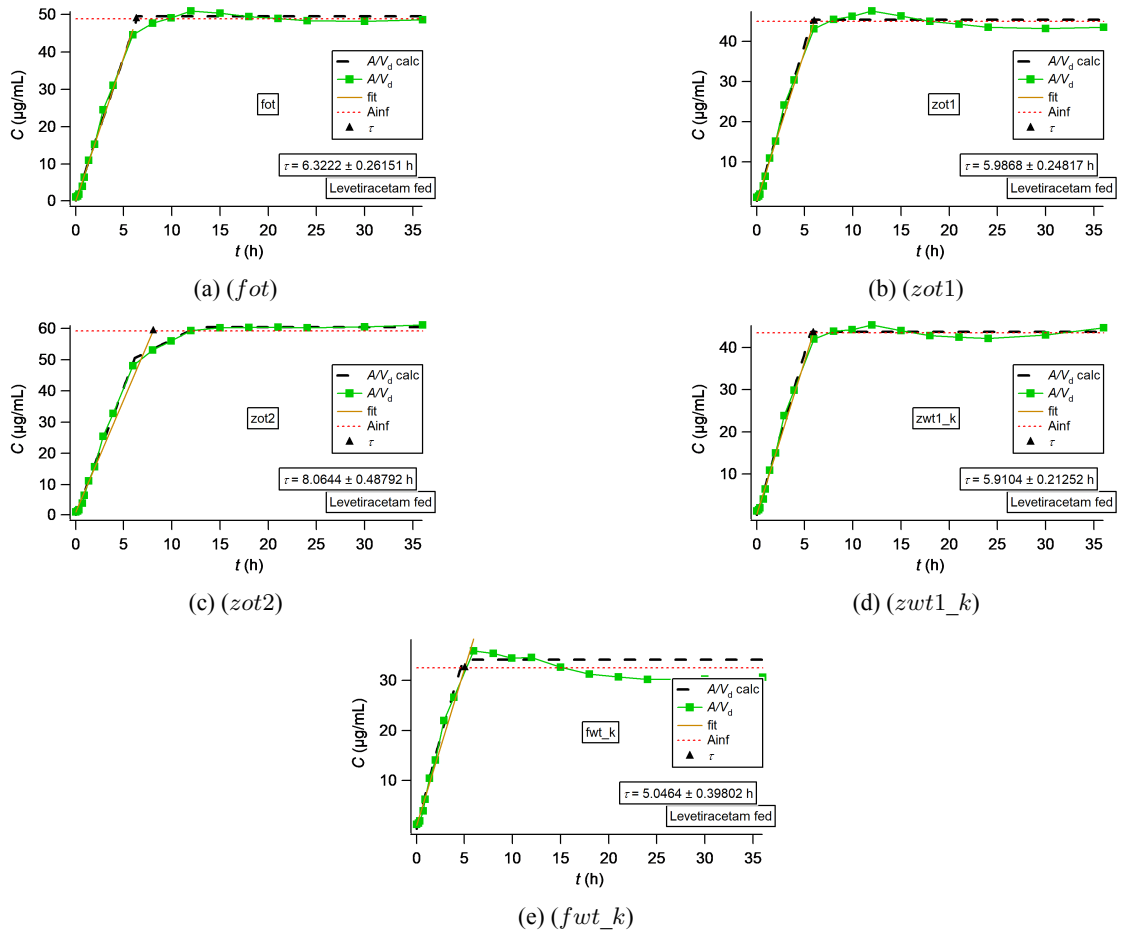 50
40
30
20
10
0
C (µg/mL)
0 5 10 15 20 25 30 35
t (h)
A/Vd calc
A/Vd
fit
Ainf
τ
fot
τ = 6.3222 ± 0.26151 h
Levetiracetam fed
(a) (fot)
40
30
20
10
C (µg/mL)
0 5 10 15 20 25 30 35
t (h)
A/Vd calc
A/Vd
fit
Ainf
τ
zot1
τ = 5.9868 ± 0.24817 h
Levetiracetam fed
(b) (zot1)
60
50
40
30
20
10
0
C (µg/mL)
0 5 10 15 20 25 30 35
t (h)
A/Vd calc
A/Vd
fit
Ainf
τ
zot2
τ = 8.0644 ± 0.48792 h
Levetiracetam fed
(c) (zot2)
40
30
20
10
C (µg/mL)
0 5 10 15 20 25 30 35
t (h)
A/Vd calc
A/Vd
fit
Ainf
τ
zwt1_k
τ = 5.9104 ± 0.21252 h
Levetiracetam fed
(d) (zwt1_k)
30
20
10
C (µg/mL)
0 5 10 15 20 25 30 35
t (h)
A/Vd calc
A/Vd
fit
Ainf
τ
fwt_k
τ = 5.0464 ± 0.39802 h
Levetiracetam fed
(e) (fwt_k)